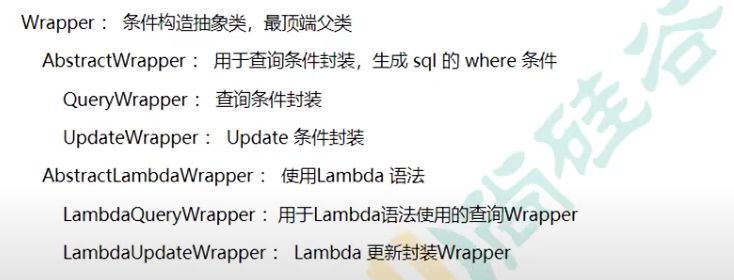 Wrapper： 条件构造抽象类，最顶端父类
AbstractWrapper： 用于查询条件封装，生成 sql 的 where 条件
QueryWrapper： 查询条件封装
UpdateWrapper： Update 条件封装
AbstractLambdaWrapper： 使用Lambda 语法
LambdaQueryWrapper：用于Lambda语法使用的查询Wrapper
LambdaUpdateWrapper： Lambda 更新封装Wrapper
尚硅谷